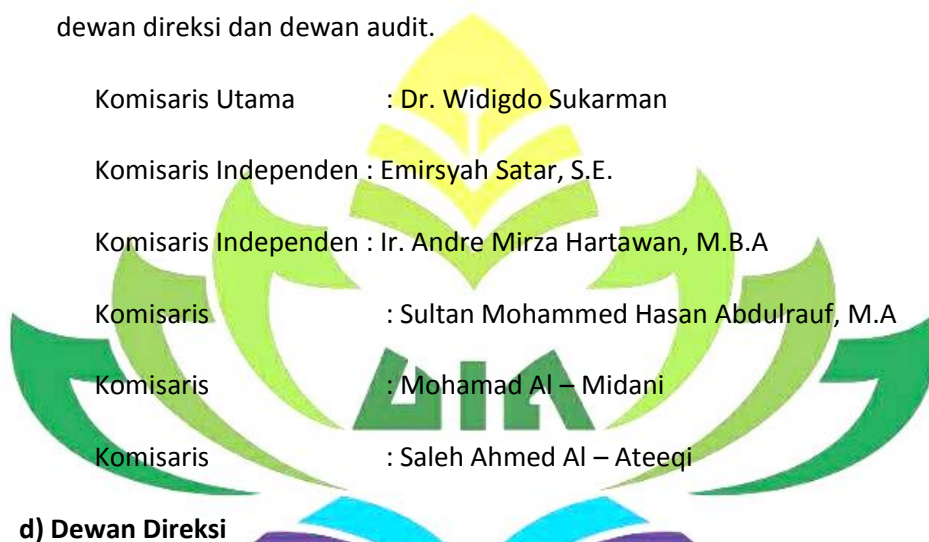 dewan direksi dan dewan audit.
Komisaris Utama : Dr. Widigdo Sukarman
Komisaris Independen : Emirsyah Satar, S.E.
Komisaris Independen : Ir. Andre Mirza Hartawan, M.B.A
Komisaris : Sultan Mohammed Hasan Abdulrauf, M.A
Komisaris : Mohamad Al – Midani
UIN
Komisaris : Saleh Ahmed Al – Ateeqi
d) Dewan Direksi